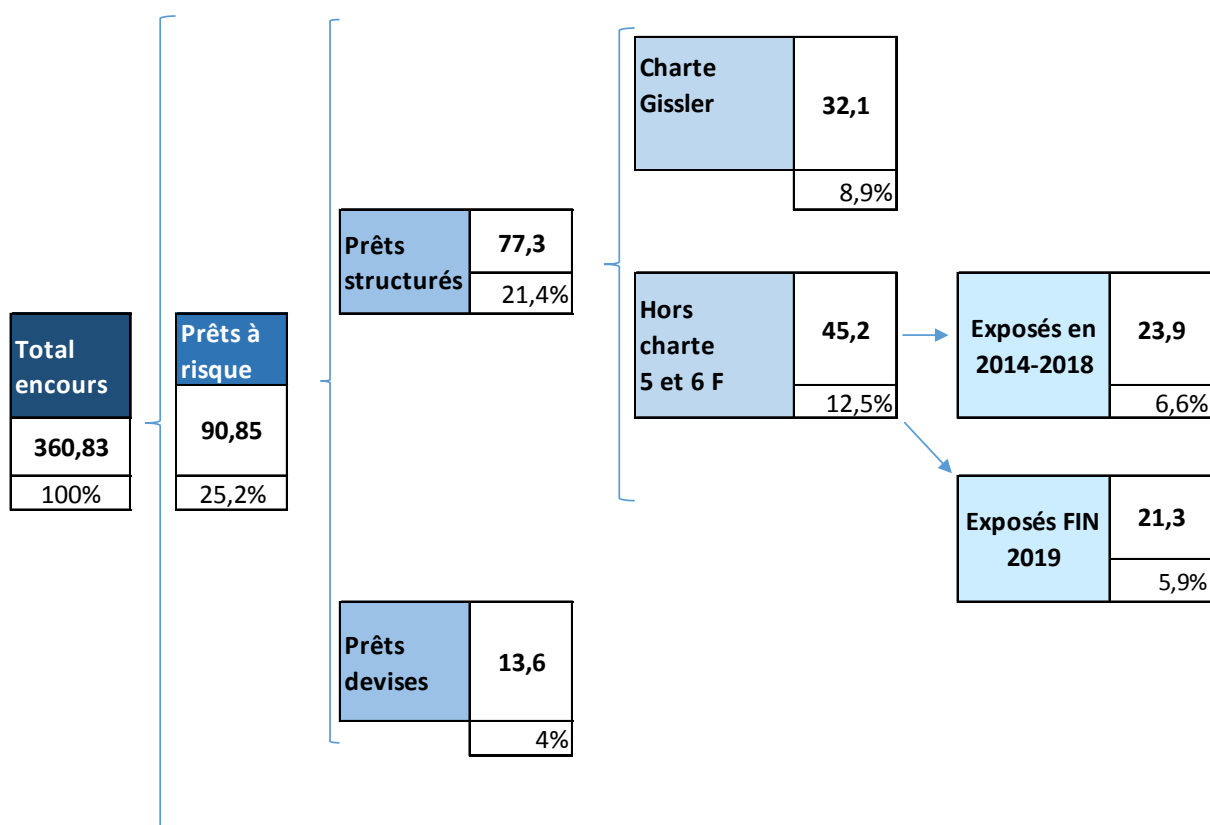 Total
encours
360,83
100%
Prêts à
risque
90,85
25,2%
Prêts
structurés
77,3
21,4%
Prêts
devises
13,6
4%
Charte
Gissler
32,1
8,9%
Hors
charte
5 et 6 F
45,2
12,5%
Exposés en
2014-2018
23,9
6,6%
Exposés FIN
2019
21,3
5,9%